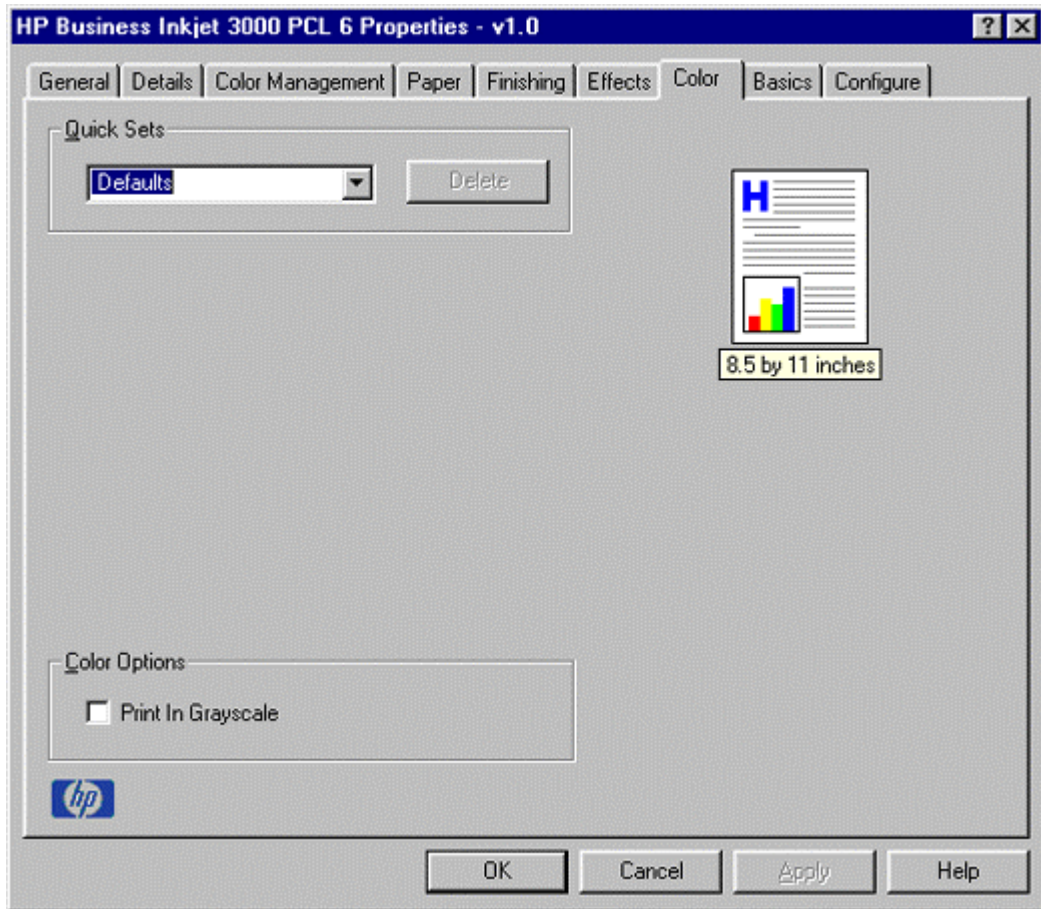 HP Business Inkjet 3000 PCL 6 Properties - v1.0
General Details Color Management Paper Finishing Effects Color Basics Configure
Quick Sets
Defaults Delete
H
8.5 by 11 inches
Color Options
Print In Grayscale
hp
OK Cancel Apply Help